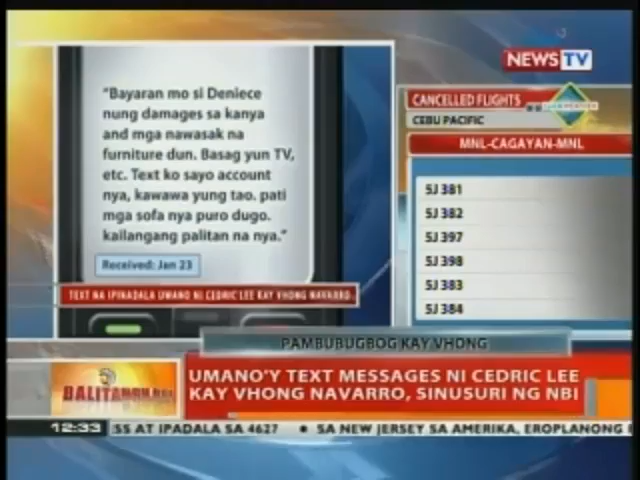 NEWSTV
"Bayaran mo si Deniece
nung damages sa kanya
and mga nawasak na
furniture dun. Basag yun TV,
etc. Text ko sayo account
nya, kawawa yung tao. pati
mga sofa nya puro dugo.
kailangang palitan na nya."
Received: Jan 23
TEXT NA IPINADALA UMANO NI CEDRIC LEE KAY VHONG NAVARRO
CANCELLED FLIGHTS
CEBU PACIFIC
MNL-CAGAYAN-MNL
5J 381
5J 382
5J 397
5J 398
5J 383
5J 384
PAMBUBUGBOG KAY VHONG
UMANO'Y TEXT MESSAGES NI CEDRIC LEE
KAY VHONG NAVARRO, SINUSURI NG NBI
12:33
SS AT IPADALA SA 4627 • SA NEW JERSEY SA AMERIKA, EROPLANONG